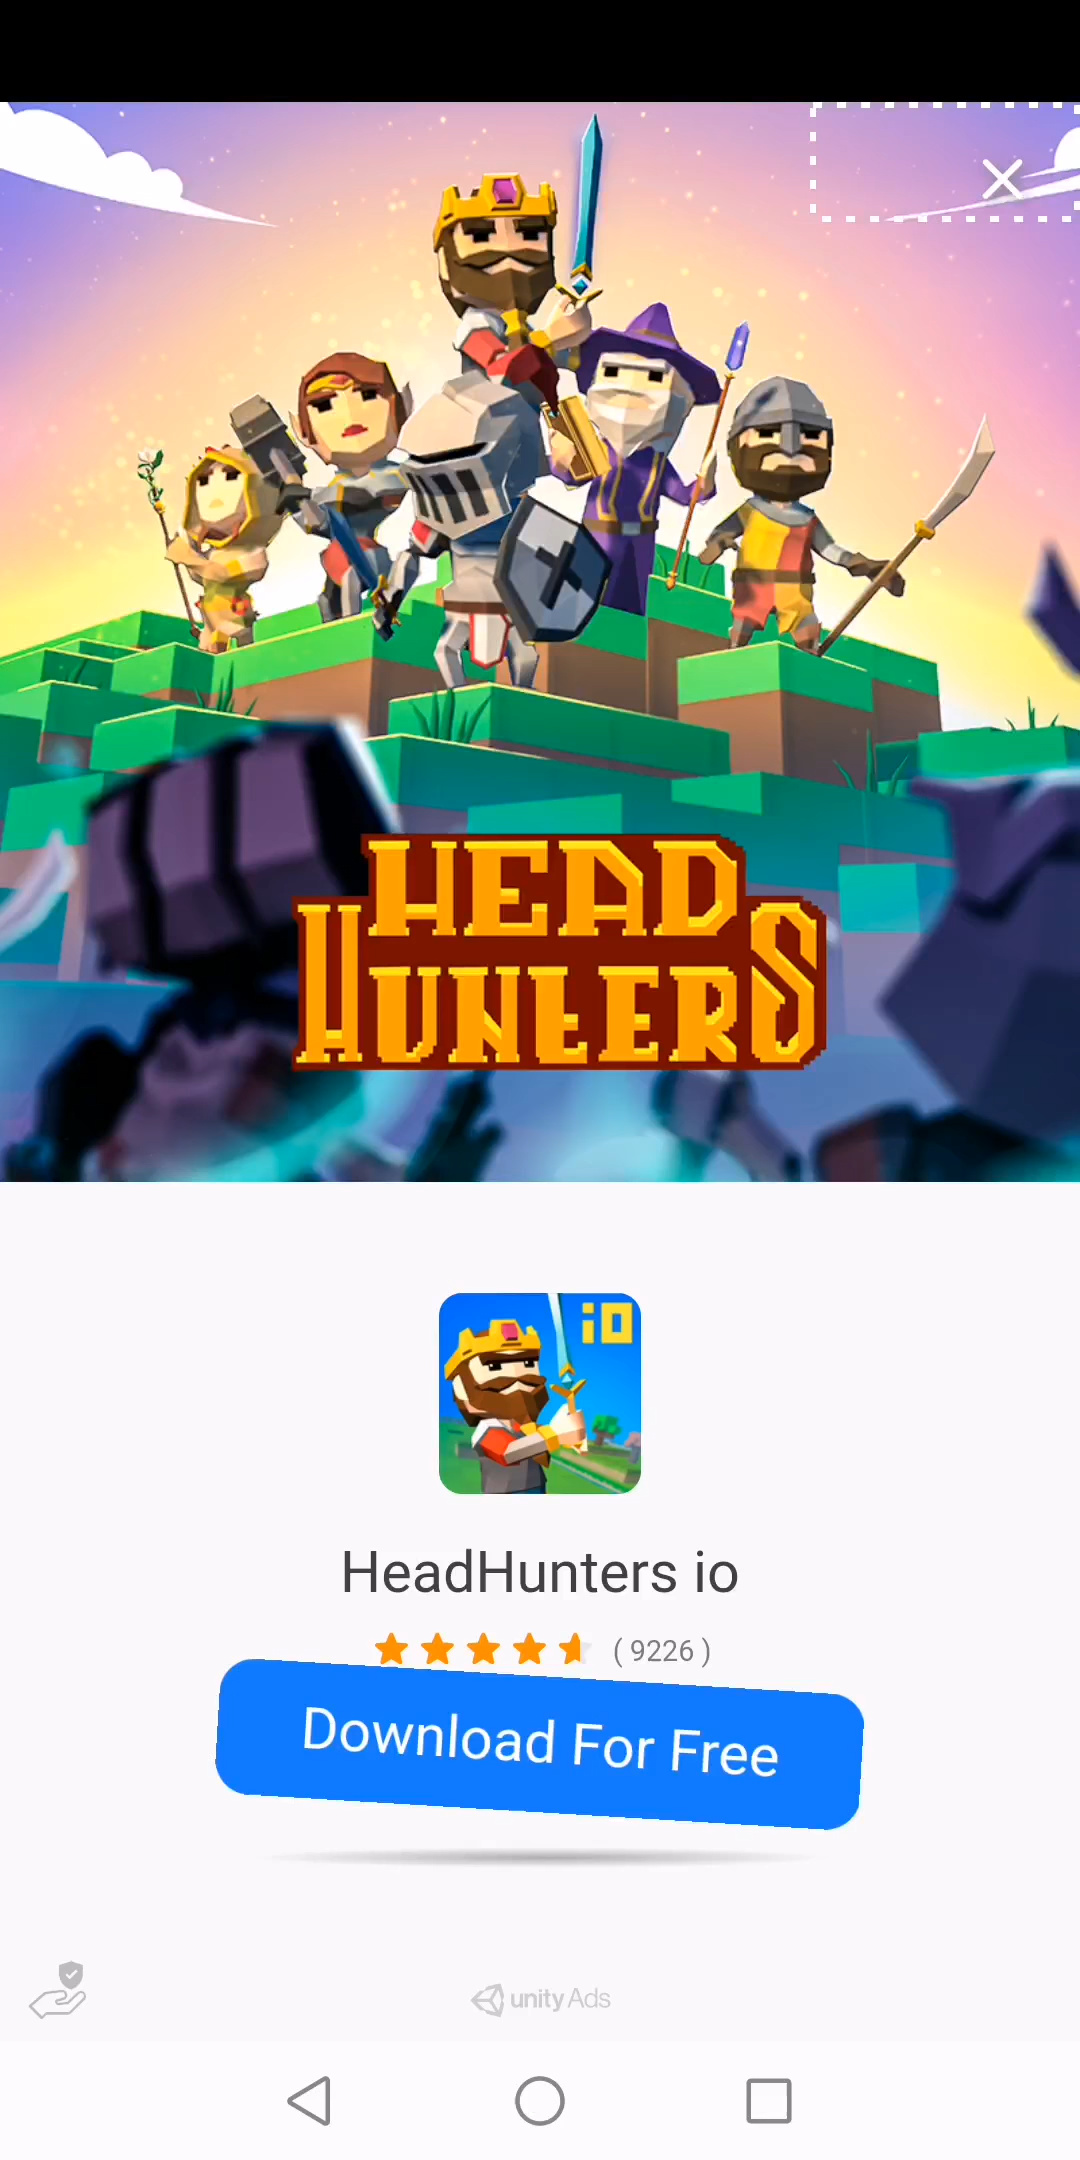 HEAD
HUNTERS
io
HeadHunters io
( 9226 )
Download For Free
unity Ads